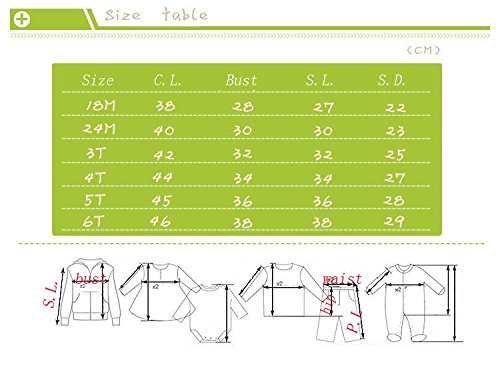 Size table
(CM)
Size C.L. Bust S.L. S.D.
18M 38 28 27 22
24M 40 30 30 23
3T 42 32 32 25
4T 44 34 34 27
5T 45 36 36 28
6T 46 38 38 29
S.L. bust x2 x2 x2 waist hip P.L x2